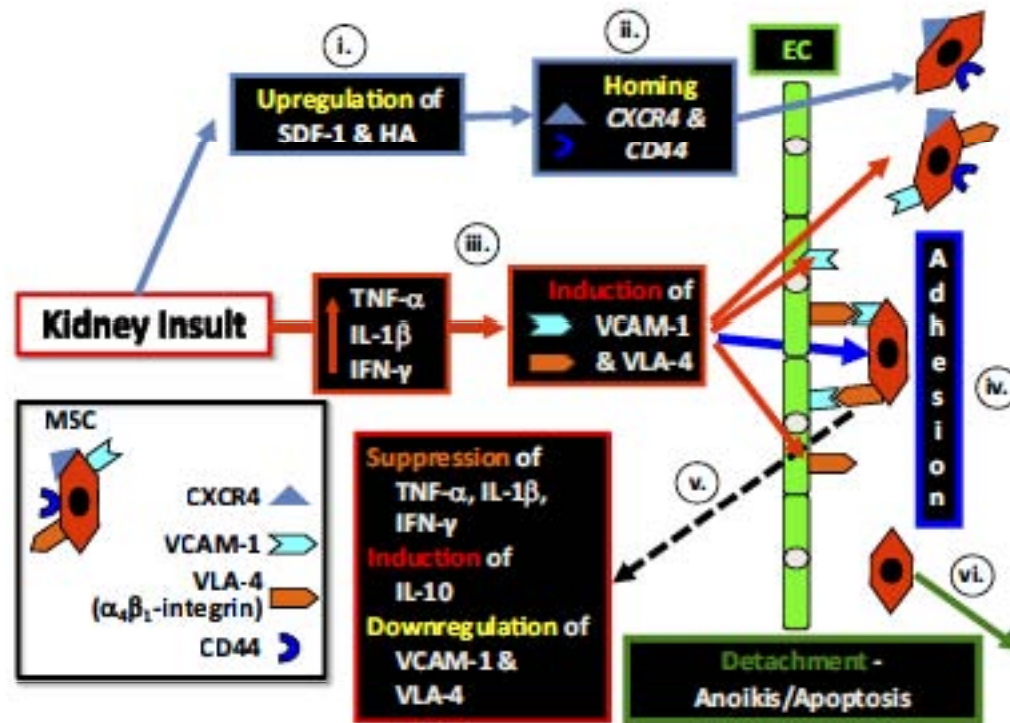 i.
ii.
EC
Upregulation of
SDF-1 & HA
Homing
CXCR4 &
CD44
iii.
Kidney Insult
TNF-α
IL-1β
IFN-γ
Induction of
VCAM-1
& VLA-4
Adhesion
iv.
MSC
CXCR4
VCAM-1
VLA-4
(α₄β₁-integrin)
CD44
Suppression of
TNF-α, IL-1β,
IFN-γ
Induction of
IL-10
Downregulation of
VCAM-1 &
VLA-4
v.
vi.
Detachment -
Anoikis/Apoptosis